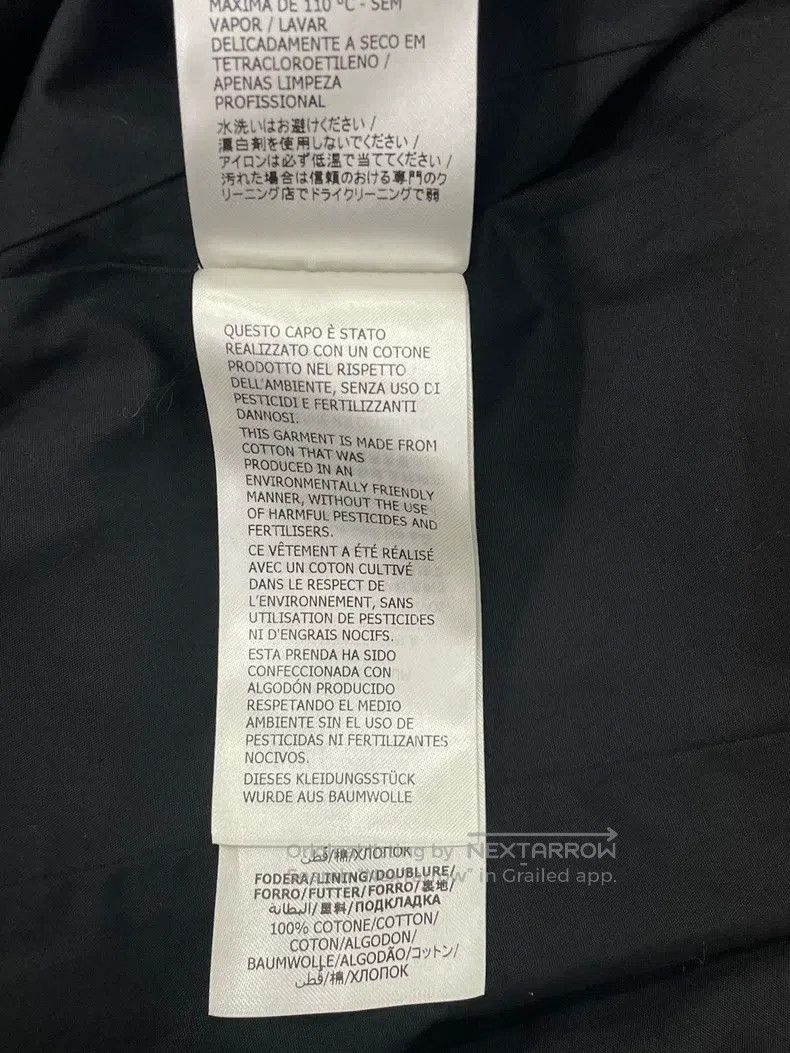 MÁXIMA DE 110 °C - SEM
VAPOR / LAVAR
DELICADAMENTE A SECO EM
TETRACLOROETILENO /
APENAS LIMPEZA
PROFISSIONAL
水洗いはお避けください /
漂白剤を使用しないでください /
アイロンは必ず低温で当ててください /
汚れた場合は信頼のおける専門のク
リーニング店でドライクリーニングで弱
QUESTO CAPO È STATO
REALIZZATO CON UN COTONE
PRODOTTO NEL RISPETTO
DELL'AMBIENTE, SENZA USO DI
PESTICIDI E FERTILIZZANTI
DANNOSI.
THIS GARMENT IS MADE FROM
COTTON THAT WAS
PRODUCED IN AN
ENVIRONMENTALLY FRIENDLY
MANNER, WITHOUT THE USE
OF HARMFUL PESTICIDES AND
FERTILISERS.
CE VÊTEMENT A ÉTÉ RÉALISÉ
AVEC UN COTON CULTIVÉ
DANS LE RESPECT DE
L'ENVIRONNEMENT, SANS
UTILISATION DE PESTICIDES
NI D'ENGRAIS NOCIFS.
ESTA PRENDA HA SIDO
CONFECCIONADA CON
ALGODÓN PRODUCIDO
RESPETANDO EL MEDIO
AMBIENTE SIN EL USO DE
PESTICIDAS NI FERTILIZANTES
NOCIVOS.
DIESES KLEIDUNGSSTÜCK
WURDE AUS BAUMWOLLE
قطن/棉/ХЛОПОК
FODERA/LINING/DOUBLURE/
FORRO/FUTTER/FORRO/裏地/
البطانة/里料/ПОДКЛАДКА
100% COTONE/COTTON/
COTON/ALGODON/
BAUMWOLLE/ALGODÃO/コットン/
قطن/棉/ХЛОПОК
Original listing by NEXTARROW
"nextarrow" in Grailed app.